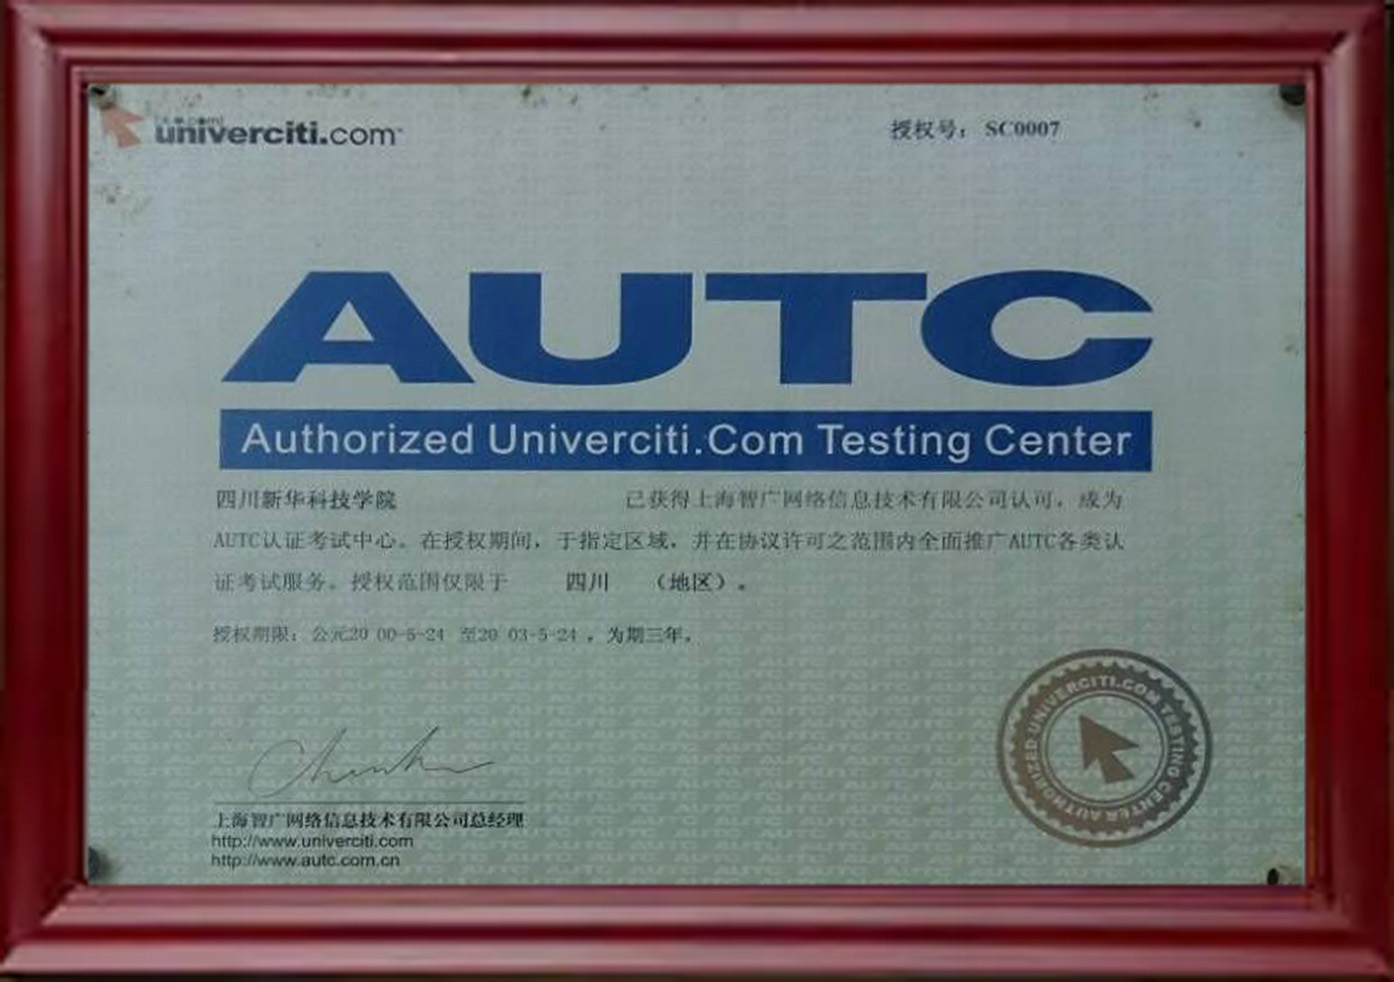 univerciti.com
授权号： SC0007
AUTC
Authorized Univerciti.Com Testing Center
四川新华科技学院 已获得上海智广网络信息技术有限公司认可，成为
AUTC认证考试中心。在授权期间，于指定区域，并在协议许可之范围内全面推广AUTC各类认
证考试服务。授权范围仅限于 四川 （地区）。
授权期限：公元20 00-5-24 至20 03-5-24 ，为期三年。
AUTHORIZED UNIVERCITI.COM TESTING CENTER
上海智广网络信息技术有限公司总经理
http://www.univerciti.com
http://www.autc.com.cn